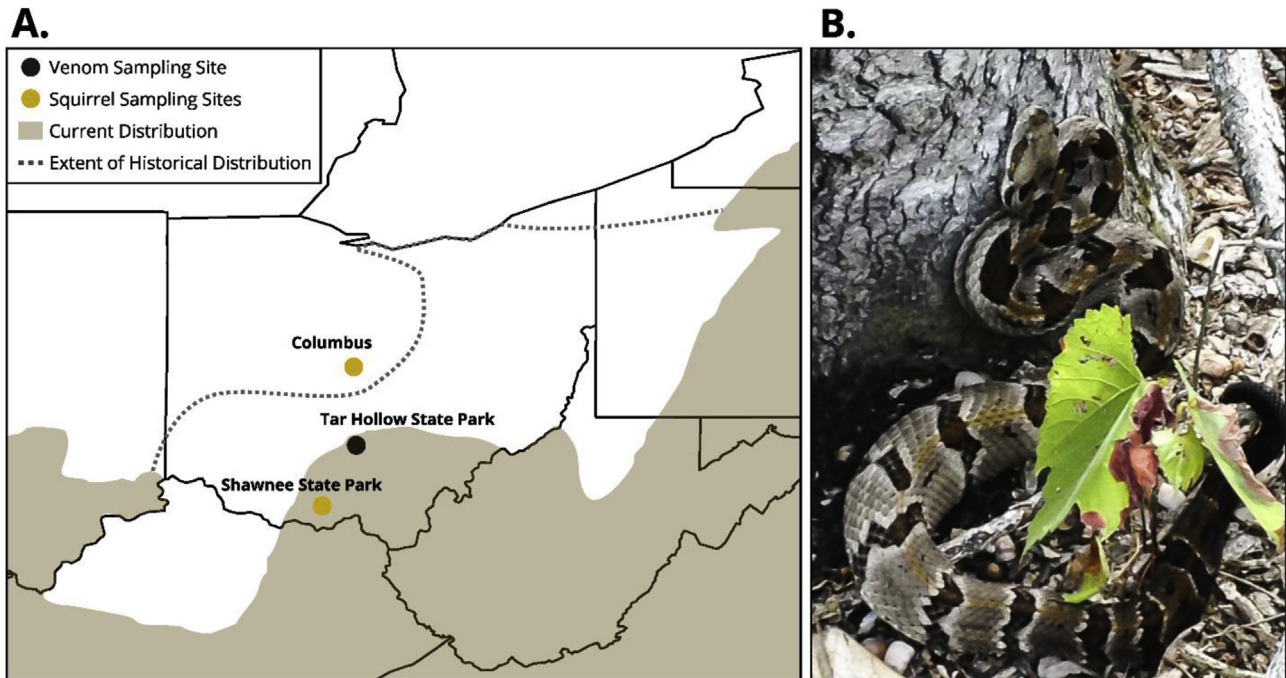 A.
Venom Sampling Site
Squirrel Sampling Sites
Current Distribution
Extent of Historical Distribution
Columbus
Tar Hollow State Park
Shawnee State Park
B.